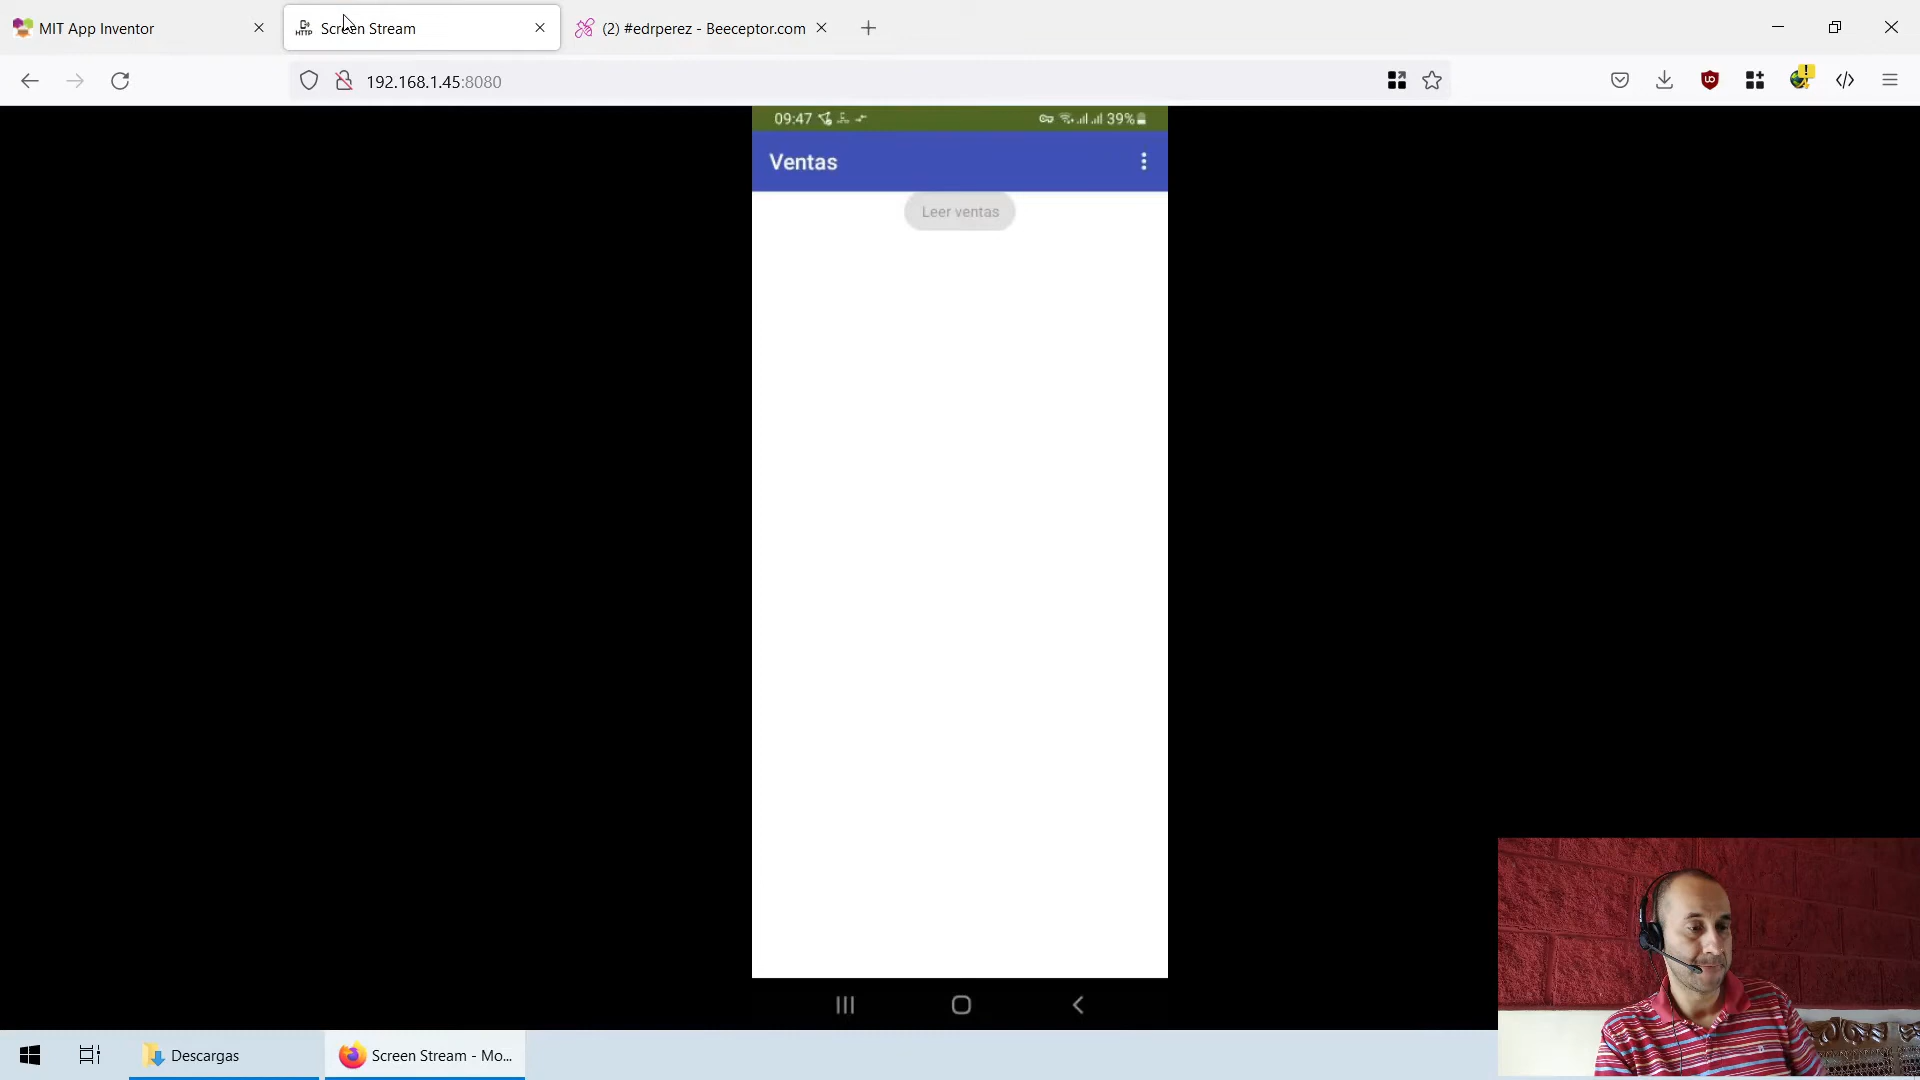 MIT App Inventor
HTTP
Screen Stream
(2) #edrperez - Beeceptor.com
192.168.1.45:8080
09:47
39%
Ventas
Leer ventas
Descargas
Screen Stream - Mo...